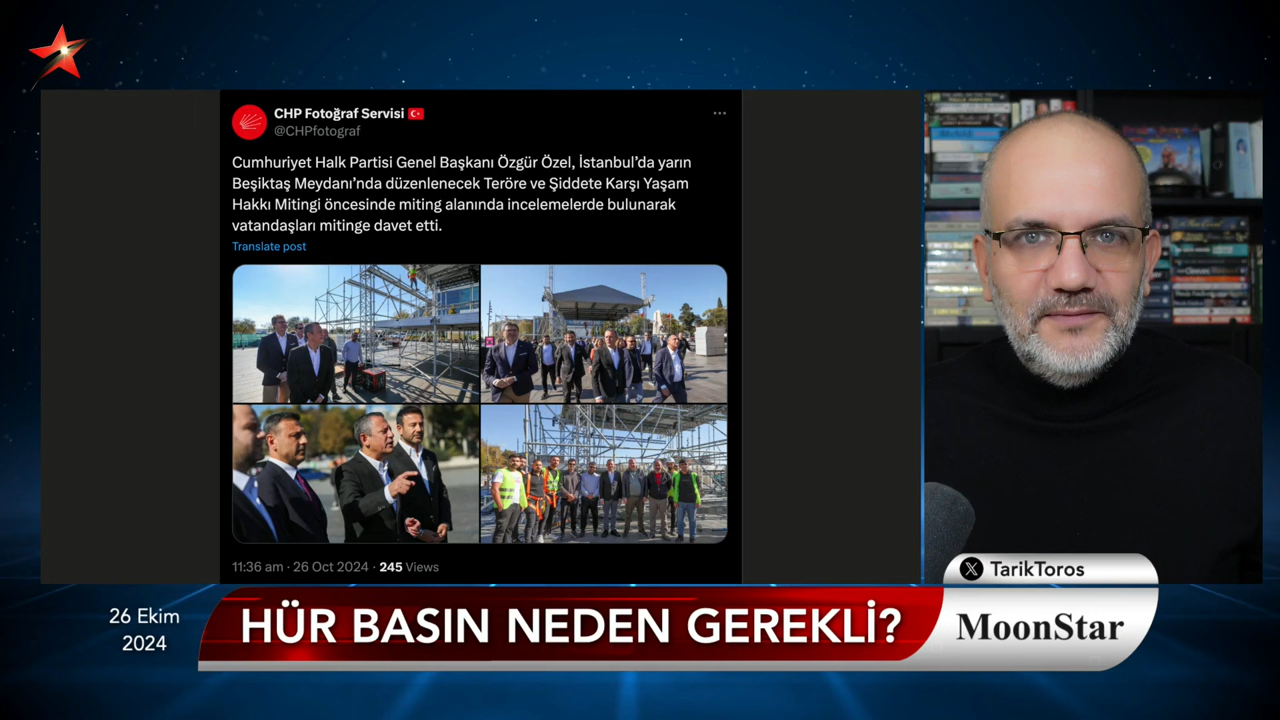 CHP Fotoğraf Servisi 🇹🇷
@CHPfotograf
Cumhuriyet Halk Partisi Genel Başkanı Özgür Özel, İstanbul'da yarın
Beşiktaş Meydanı'nda düzenlenecek Teröre ve Şiddete Karşı Yaşam
Hakkı Mitingi öncesinde miting alanında incelemelerde bulunarak
vatandaşları mitinge davet etti.
Translate post
11:36 am · 26 Oct 2024 · 245 Views
TarikToros
26 Ekim
2024
HÜR BASIN NEDEN GEREKLİ?
MoonStar